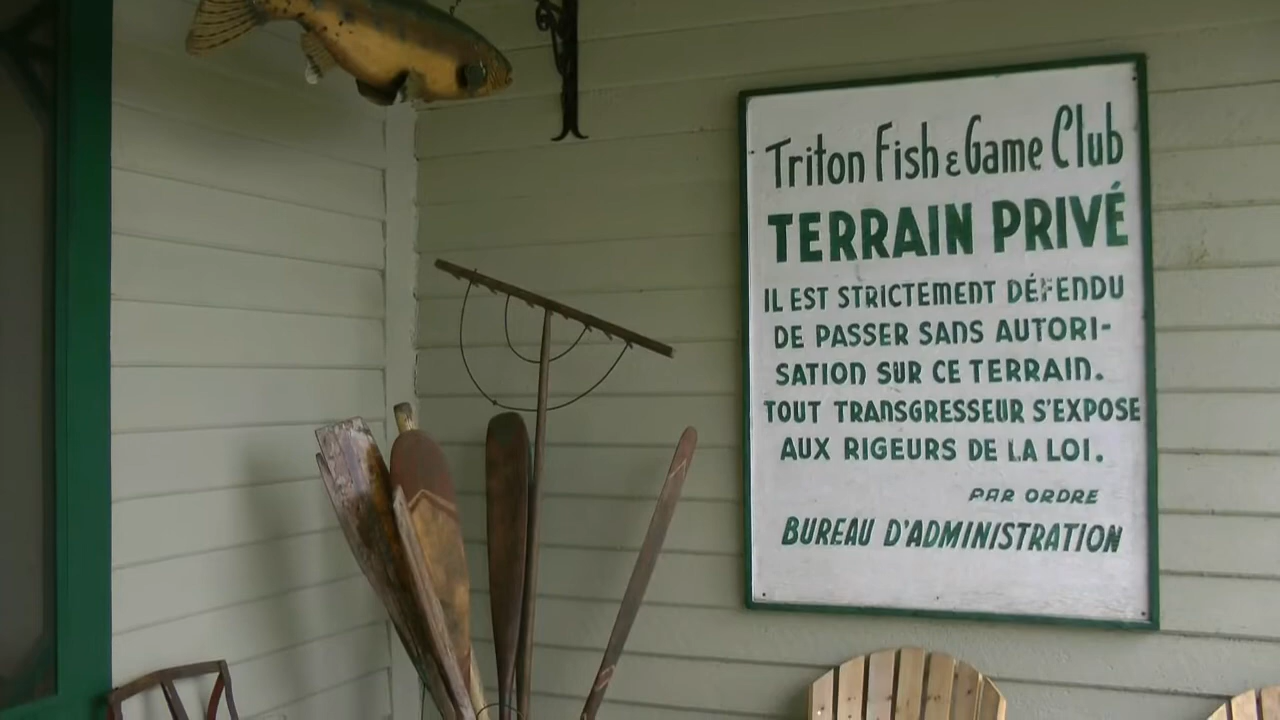 Triton Fish & Game Club
TERRAIN PRIVÉ
IL EST STRICTEMENT DÉFENDU
DE PASSER SANS AUTORI-
SATION SUR CE TERRAIN.
TOUT TRANSGRESSEUR S'EXPOSE
AUX RIGEURS DE LA LOI.
PAR ORDRE
BUREAU D'ADMINISTRATION